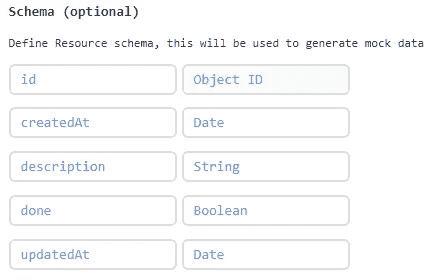 Schema (optional)
Define Resource schema, this will be used to generate mock data
id Object ID
createdAt Date
description String
done Boolean
updatedAt Date